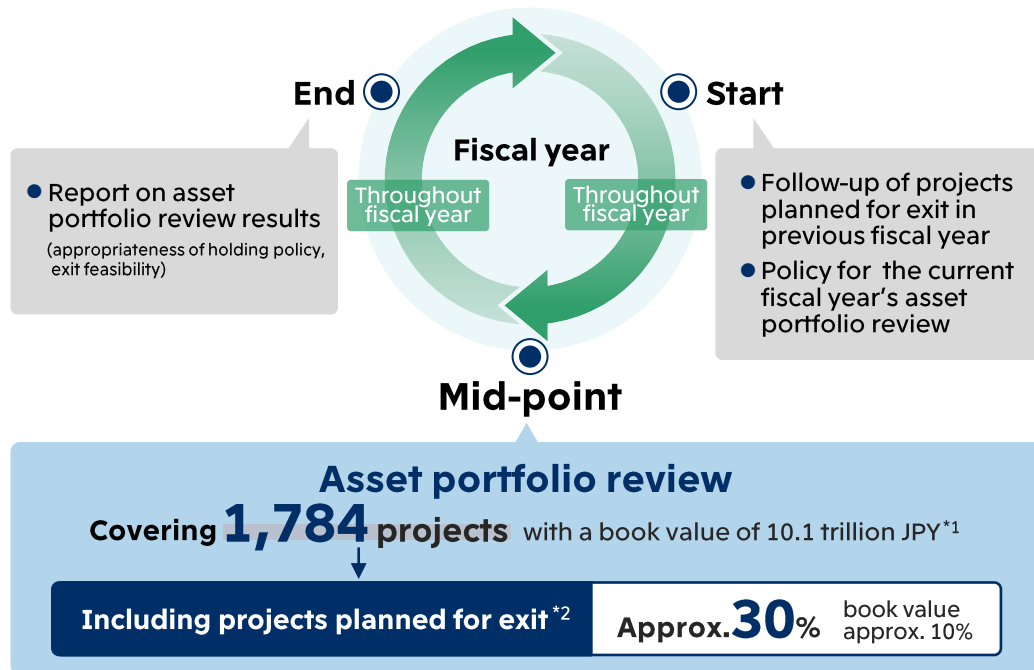 End
Start
Fiscal year
Throughout
fiscal year
Throughout
fiscal year
● Report on asset
portfolio review results
(appropriateness of holding policy,
exit feasibility)
● Follow-up of projects
planned for exit in
previous fiscal year
● Policy for the current
fiscal year's asset
portfolio review
Mid-point
Asset portfolio review
Covering 1,784 projects with a book value of 10.1 trillion JPY*1
Including projects planned for exit*2
Approx.30%
book value
approx. 10%